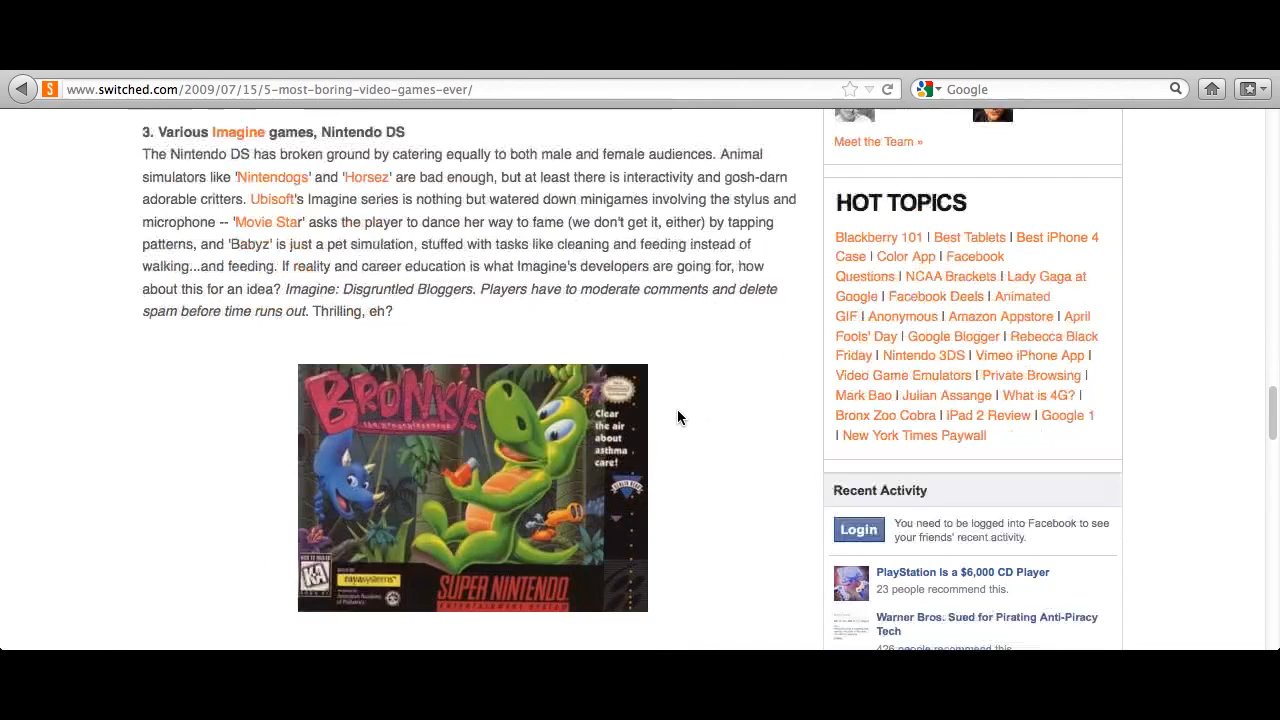 www.switched.com/2009/07/15/5-most-boring-video-games-ever/
Google
3. Various Imagine games, Nintendo DS
The Nintendo DS has broken ground by catering equally to both male and female audiences. Animal
simulators like 'Nintendogs' and 'Horsez' are bad enough, but at least there is interactivity and gosh-darn
adorable critters. Ubisoft's Imagine series is nothing but watered down minigames involving the stylus and
microphone -- 'Movie Star' asks the player to dance her way to fame (we don't get it, either) by tapping
patterns, and 'Babyz' is just a pet simulation, stuffed with tasks like cleaning and feeding instead of
walking...and feeding. If reality and career education is what Imagine's developers are going for, how
about this for an idea? Imagine: Disgruntled Bloggers. Players have to moderate comments and delete
spam before time runs out. Thrilling, eh?
BRONKIE
the Bronchiasaurus
Clear
the air
about
asthma
care!
KA
raya systems
SUPER NINTENDO
ENTERTAINMENT SYSTEM
Meet the Team »
HOT TOPICS
Blackberry 101 | Best Tablets | Best iPhone 4
Case | Color App | Facebook
Questions | NCAA Brackets | Lady Gaga at
Google | Facebook Deals | Animated
GIF | Anonymous | Amazon Appstore | April
Fools' Day | Google Blogger | Rebecca Black
Friday | Nintendo 3DS | Vimeo iPhone App |
Video Game Emulators | Private Browsing |
Mark Bao | Julian Assange | What is 4G? |
Bronx Zoo Cobra | iPad 2 Review | Google 1
| New York Times Paywall
Recent Activity
Login
You need to be logged into Facebook to see
your friends' recent activity.
PlayStation Is a $6,000 CD Player
23 people recommend this.
Warner Bros. Sued for Pirating Anti-Piracy
Tech
426 people recommend this.